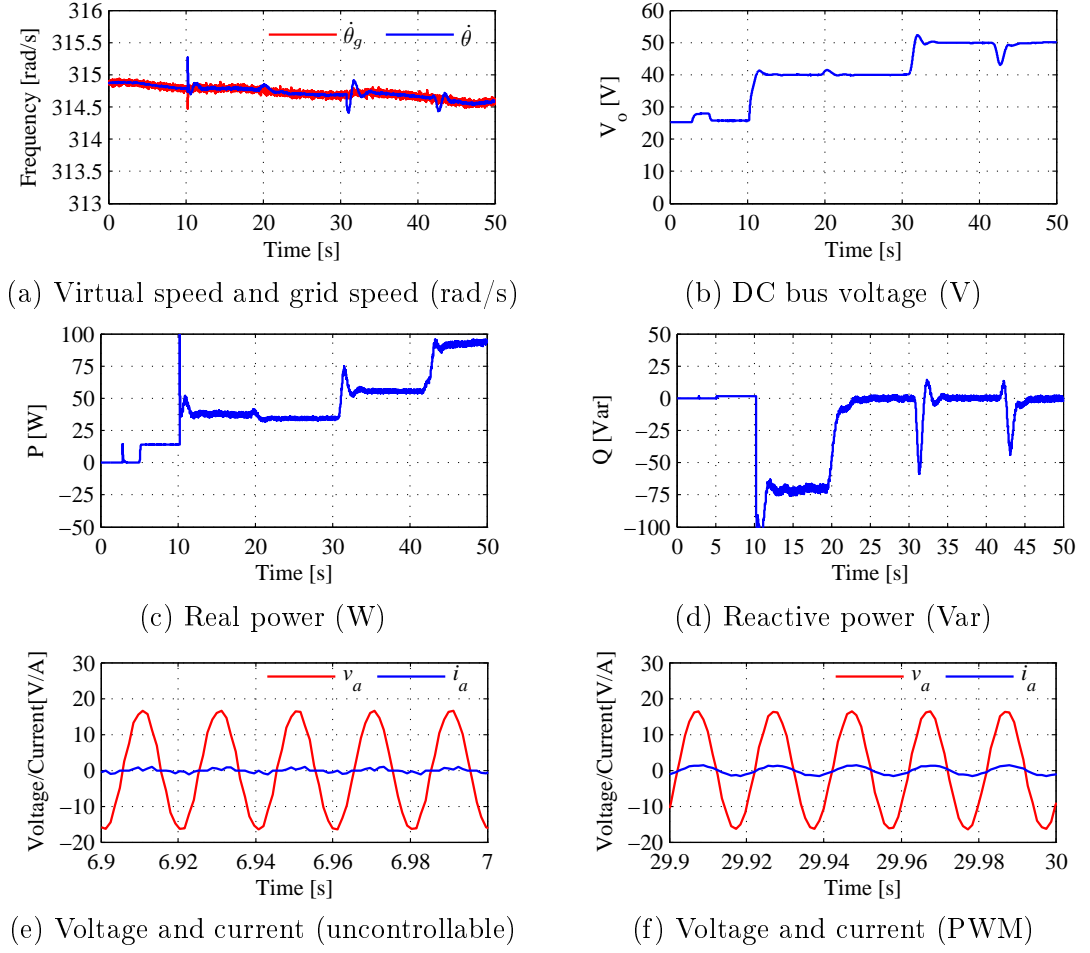 316
315.5
315
314.5
314
313.5
313
0 10 20 30 40 50
Frequency [rad/s]
Time [s]
θ̇_g θ̇
(a) Virtual speed and grid speed (rad/s)
60
50
40
30
20
10
0
0 10 20 30 40 50
V_o [V]
Time [s]
(b) DC bus voltage (V)
100
75
50
25
0
−25
−50
0 10 20 30 40 50
P [W]
Time [s]
(c) Real power (W)
50
25
0
−25
−50
−75
−100
0 5 10 15 20 25 30 35 40 45 50
Q [Var]
Time [s]
(d) Reactive power (Var)
30
20
10
0
−10
−20
6.9 6.92 6.94 6.96 6.98 7
Voltage/Current[V/A]
Time [s]
v_a i_a
(e) Voltage and current (uncontrollable)
30
20
10
0
−10
−20
29.9 29.92 29.94 29.96 29.98 30
Voltage/Current[V/A]
Time [s]
v_a i_a
(f) Voltage and current (PWM)